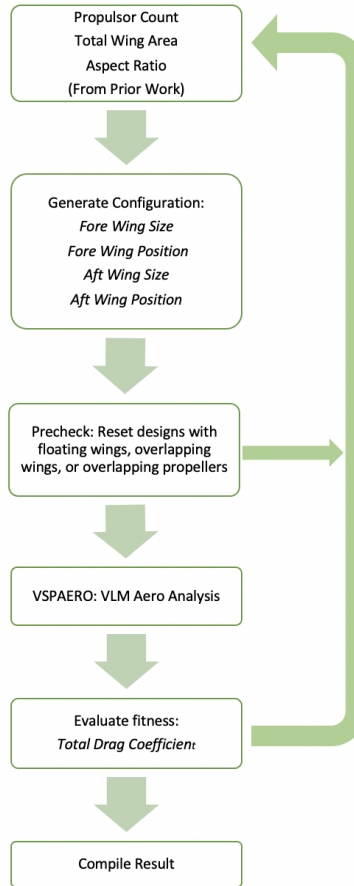 Propulsor Count
Total Wing Area
Aspect Ratio
(From Prior Work)
Generate Configuration:
Fore Wing Size
Fore Wing Position
Aft Wing Size
Aft Wing Position
Precheck: Reset designs with
floating wings, overlapping
wings, or overlapping propellers
VSPAERO: VLM Aero Analysis
Evaluate fitness:
Total Drag Coefficient
Compile Result